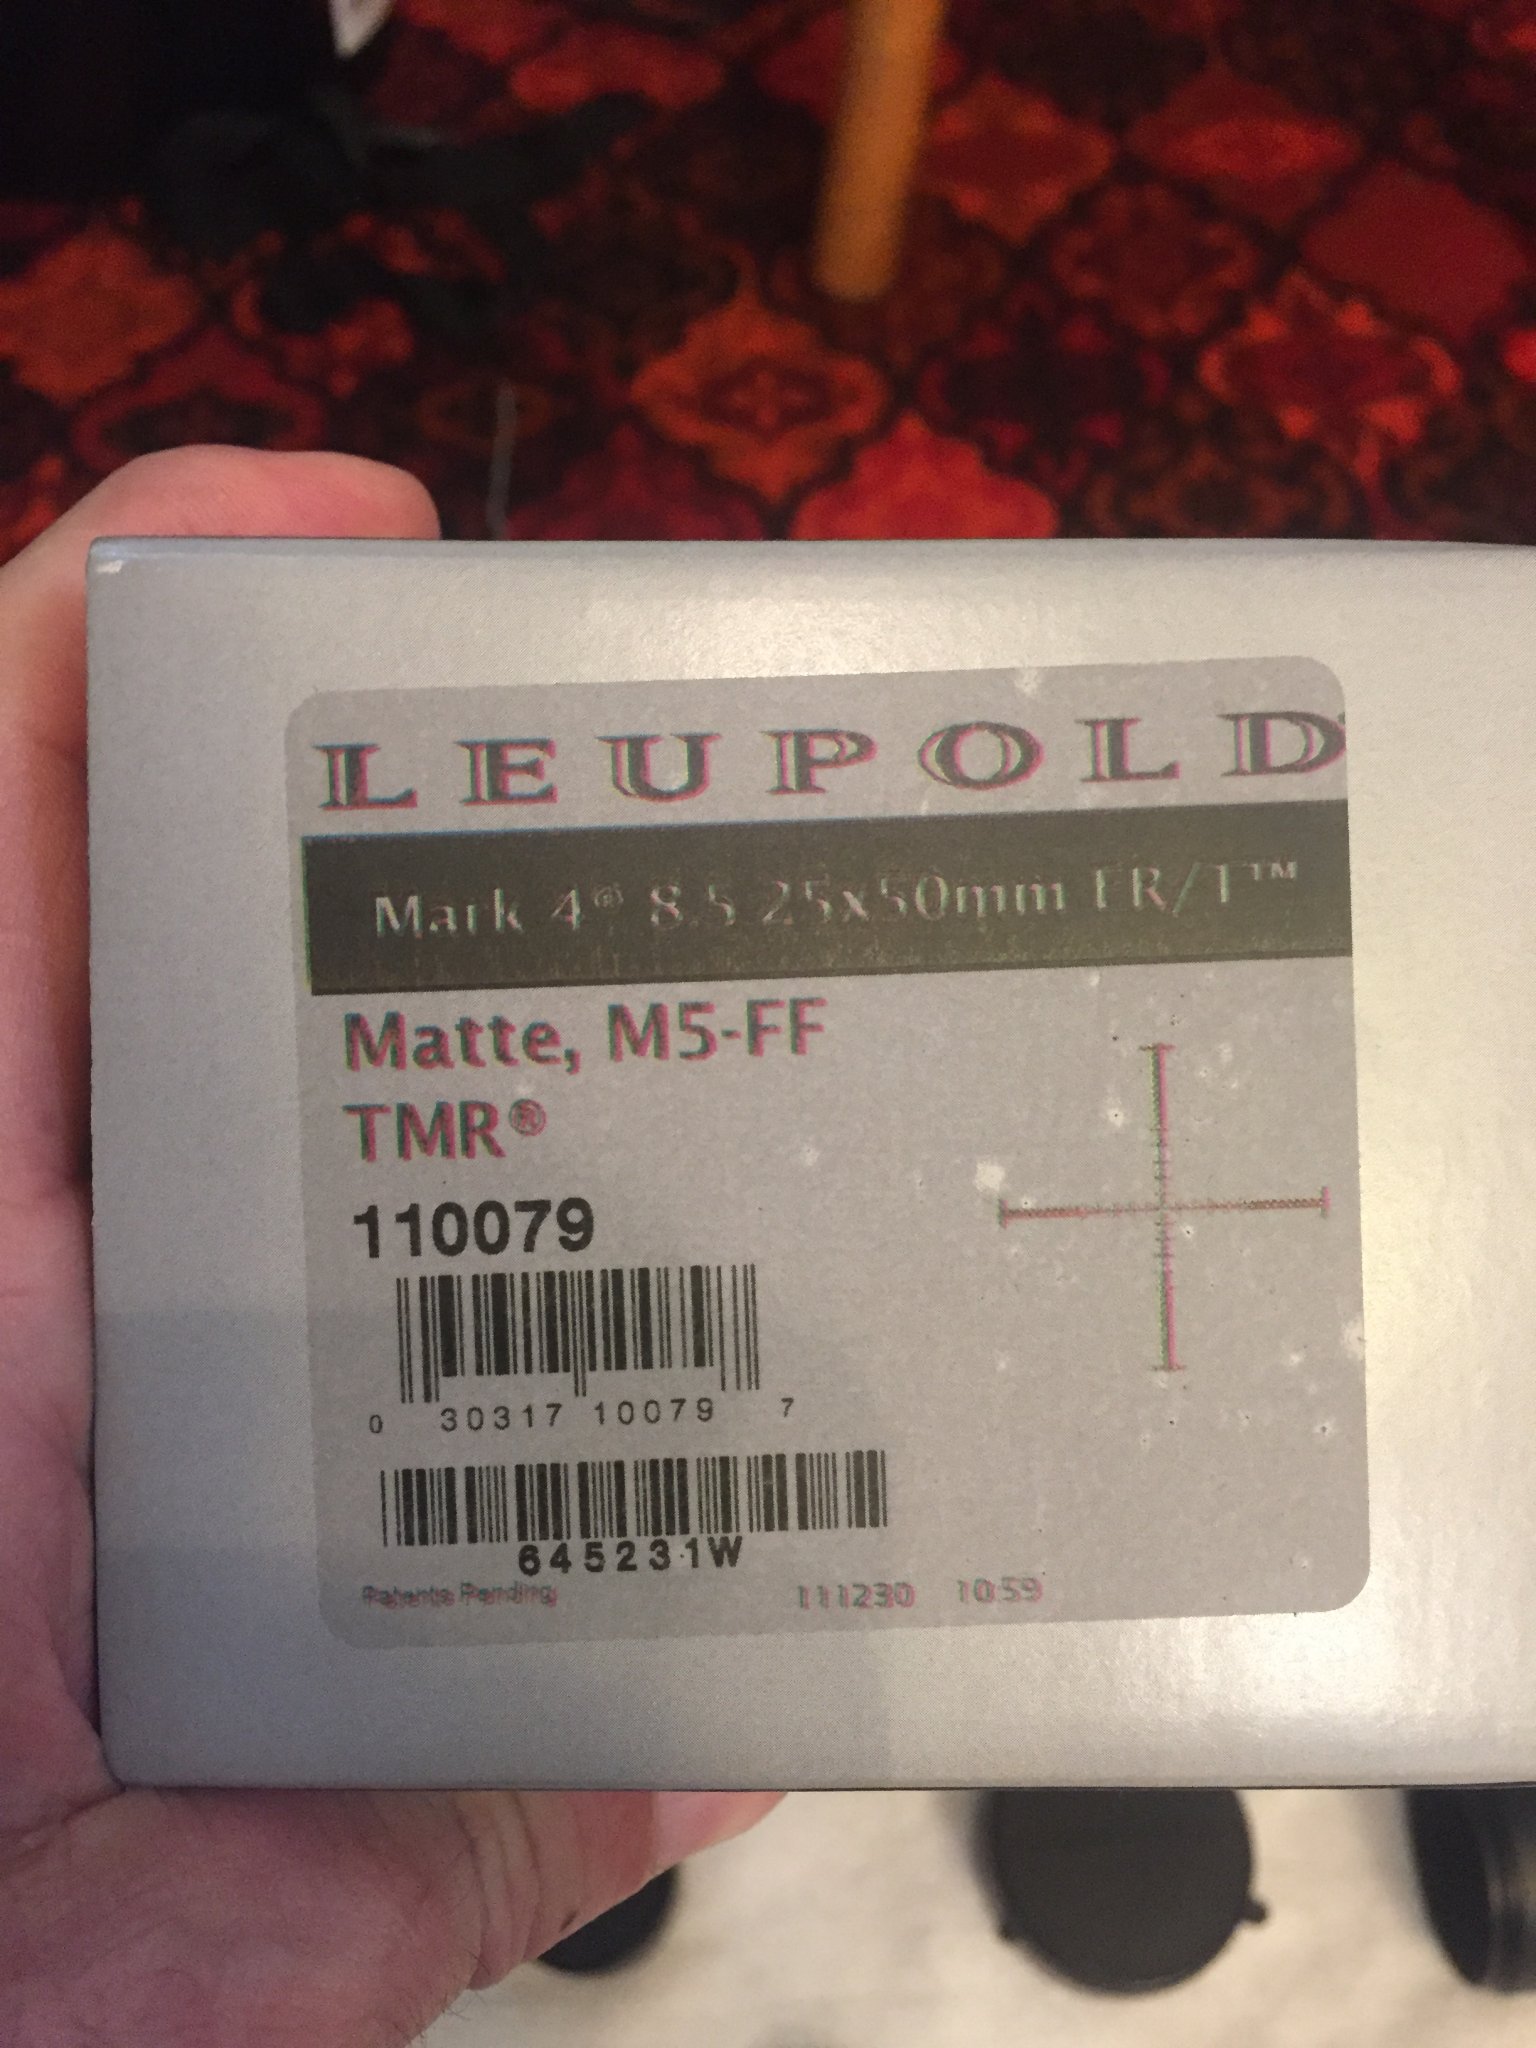 LEUPOLD
Mark 4® 8.5-25x50mm ER/T™
Matte, M5-FF
TMR®
110079
0 30317 10079 7
645231W
Patents Pending 111230 10:59